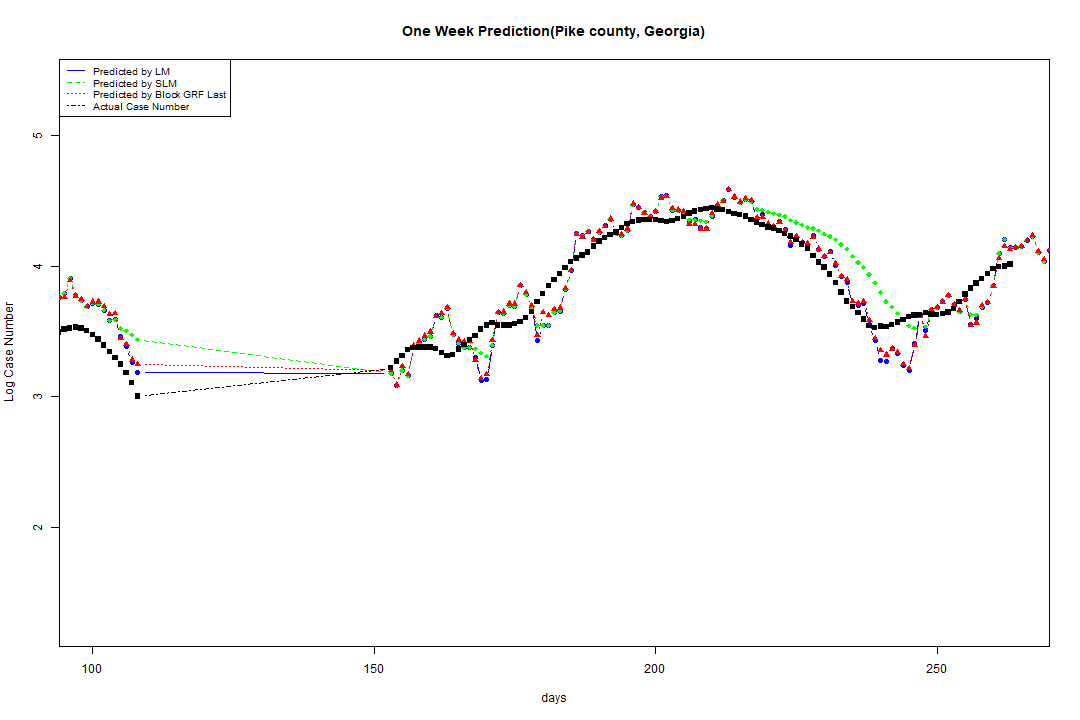 One Week Prediction(Pike county, Georgia)
Predicted by LM
Predicted by SLM
Predicted by Block GRF Last
Actual Case Number
5
4
3
2
Log Case Number
100 150 200 250
days